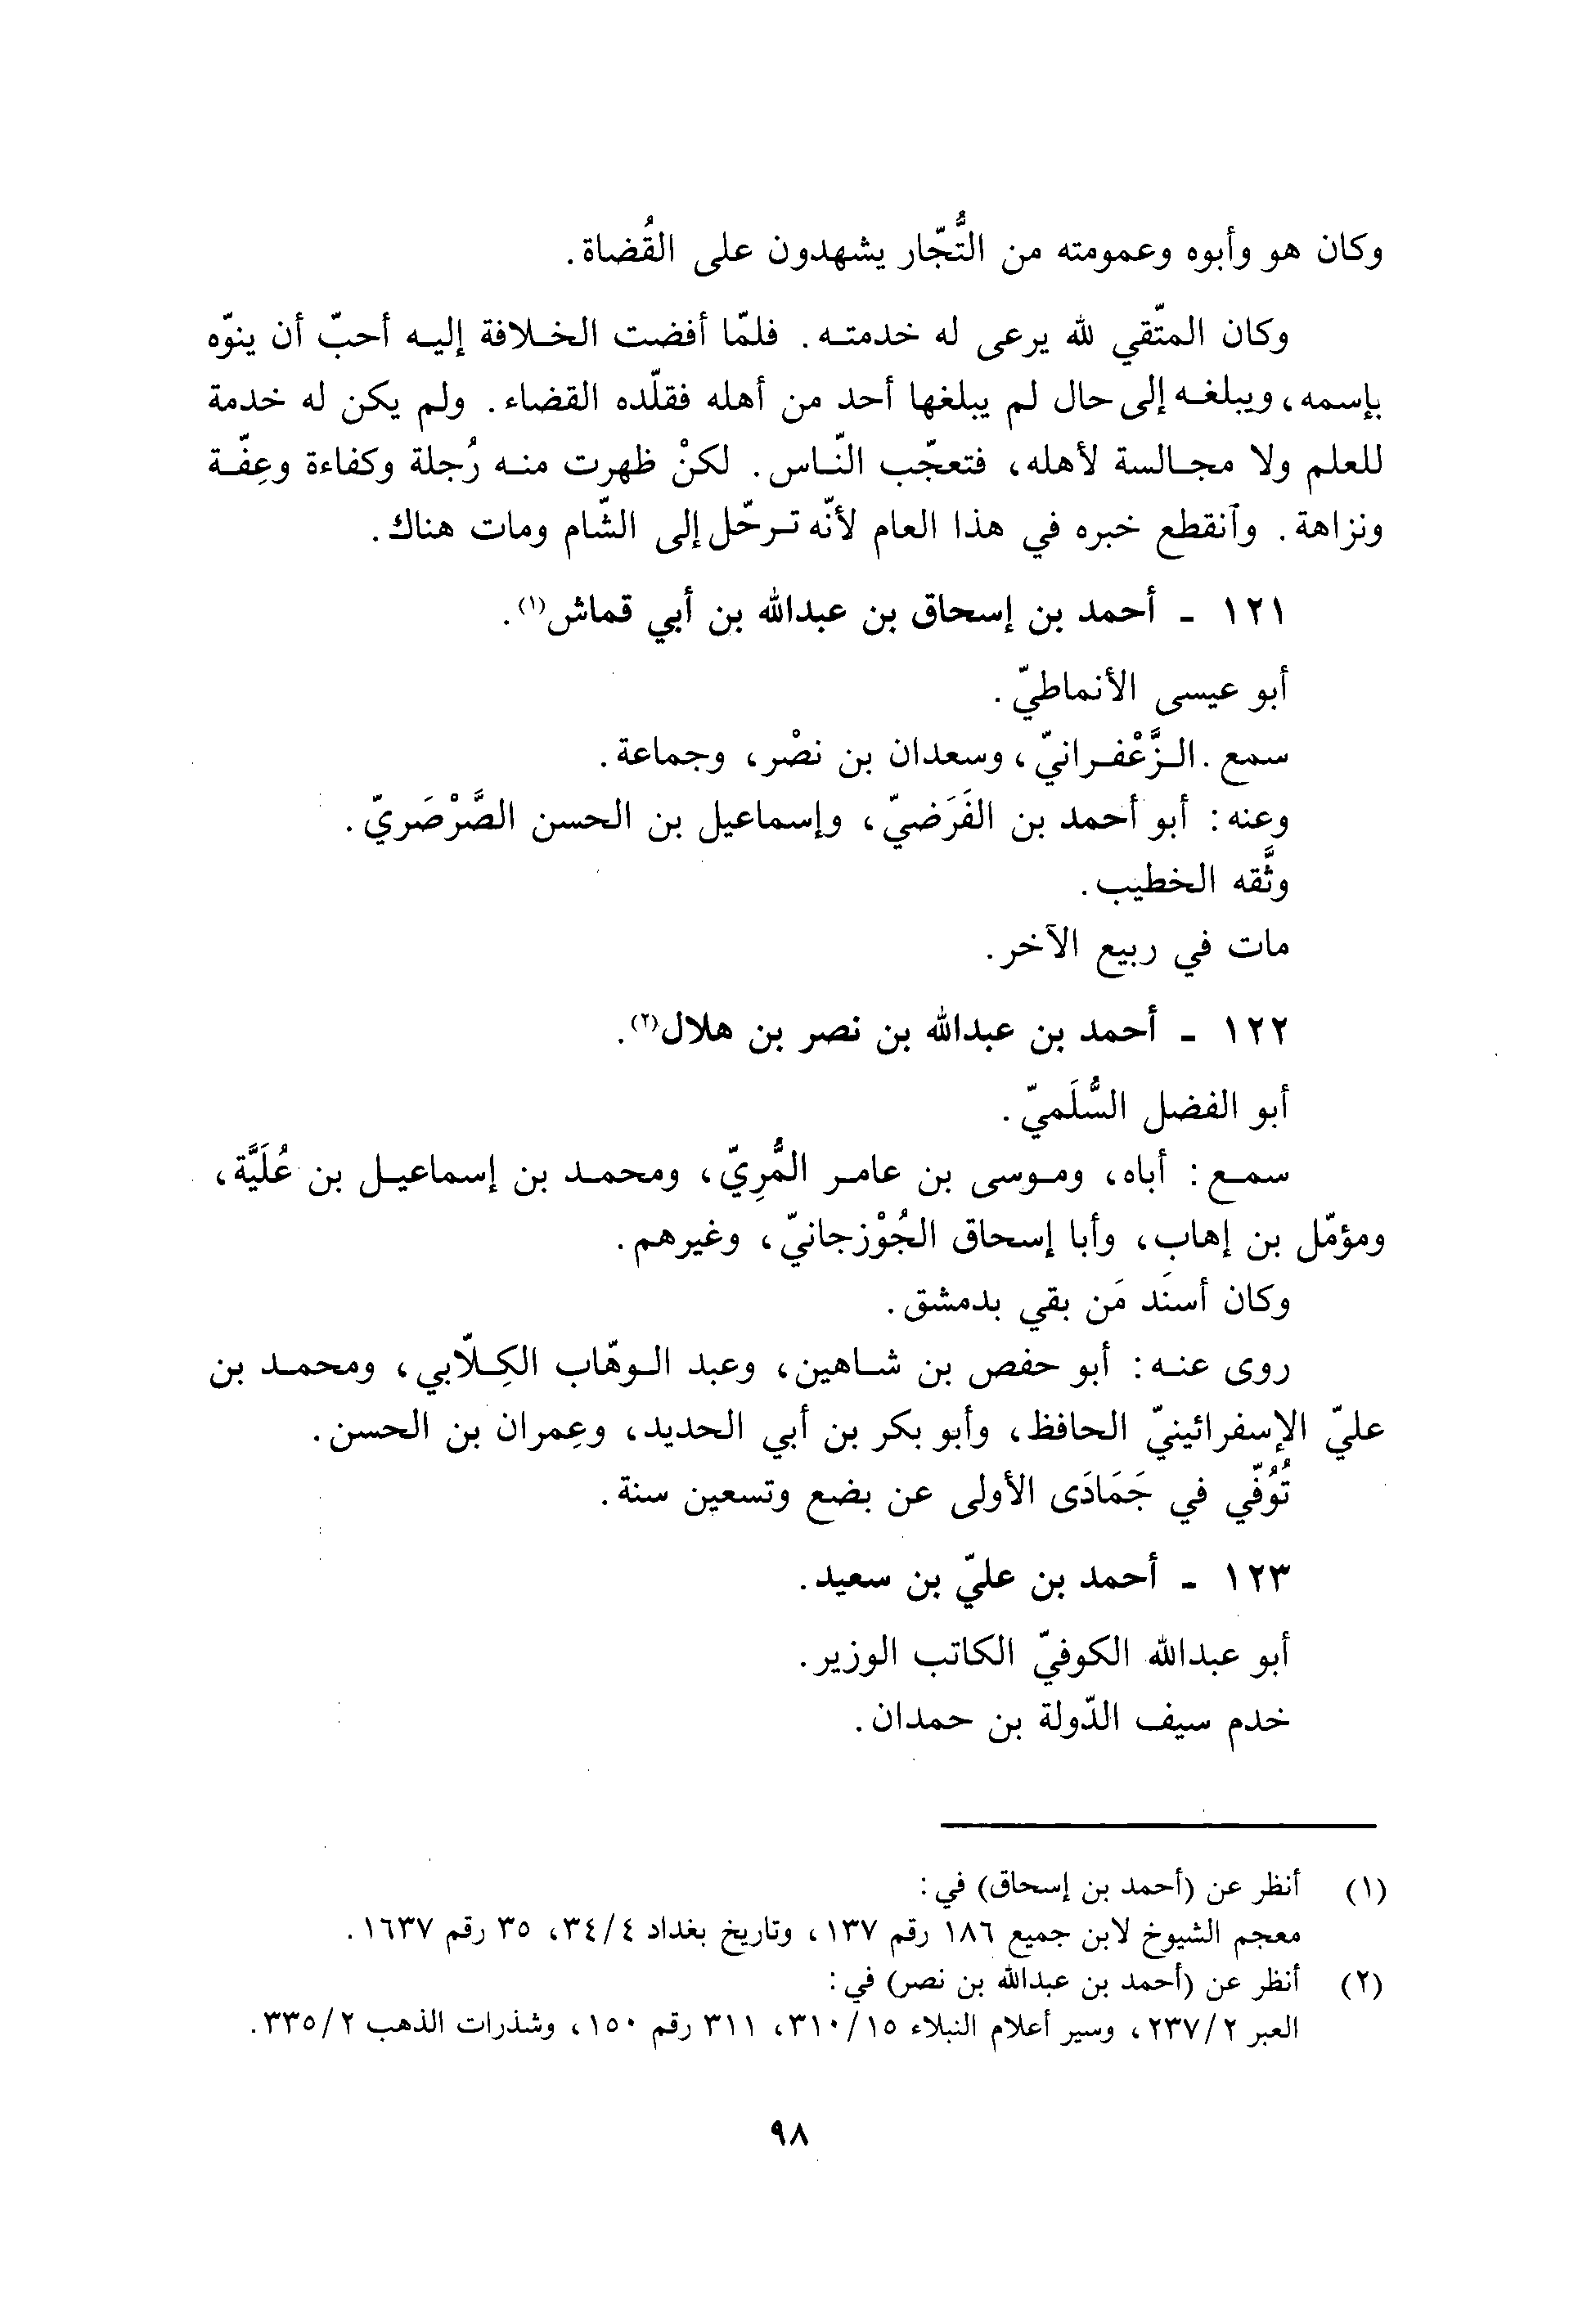 وكان هو وأبوه وعمومته من التُّجّار يشهدون على القُضاة.
وكان المتّقي لله يرعى له خدمته. فلمّا أفضت الخلافة إليه أحبّ أن ينوّه
بإسمه، ويبلغه إلى حال لم يبلغها أحد من أهله فقلّده القضاء. ولم يكن له خدمة
للعلم ولا مجالسة لأهله، فتعجّب النّاس. لكنْ ظهرت منه رُجلة وكفاءة وعِفّة
ونزاهة. وٱنقطع خبره في هذا العام لأنّه ترحّل إلى الشّام ومات هناك.
١٢١ - أحمد بن إسحاق بن عبدالله بن أبي قماش(١).
أبو عيسى الأنماطيّ.
سمع. الزَّعْفرانيّ، وسعدان بن نصْر، وجماعة.
وعنه: أبو أحمد بن الفَرَضيّ، وإسماعيل بن الحسن الصَّرْصَريّ.
وثَّقه الخطيب.
مات في ربيع الآخر.
١٢٢ - أحمد بن عبدالله بن نصر بن هلال(٢).
أبو الفضل السُّلَميّ.
سمع: أباه، وموسى بن عامر المُّرِيّ، ومحمد بن إسماعيل بن عُلَيَّة،
ومؤمّل بن إهاب، وأبا إسحاق الجُوْزجانيّ، وغيرهم.
وكان أسنَد مَن بقي بدمشق.
روى عنه: أبو حفص بن شاهين، وعبد الوهّاب الكِلّابي، ومحمد بن
عليّ الإسفرائينيّ الحافظ، وأبو بكر بن أبي الحديد، وعِمران بن الحسن.
تُوُفّي في جَمَادَى الأولى عن بضع وتسعين سنة.
١٢٣ - أحمد بن عليّ بن سعيد.
أبو عبدالله الكوفيّ الكاتب الوزير.
خدم سيف الدّولة بن حمدان.
(١) أنظر عن (أحمد بن إسحاق) في:
معجم الشيوخ لابن جميع ١٨٦ رقم ١٣٧، وتاريخ بغداد ٣٤/٤، ٣٥ رقم ١٦٣٧.
(٢) أنظر عن (أحمد بن عبدالله بن نصر) في:
العبر ٢٣٧/٢، وسير أعلام النبلاء ٣١٠/١٥، ٣١١ رقم ١٥٠، وشذرات الذهب ٣٣٥/٢.
٩٨